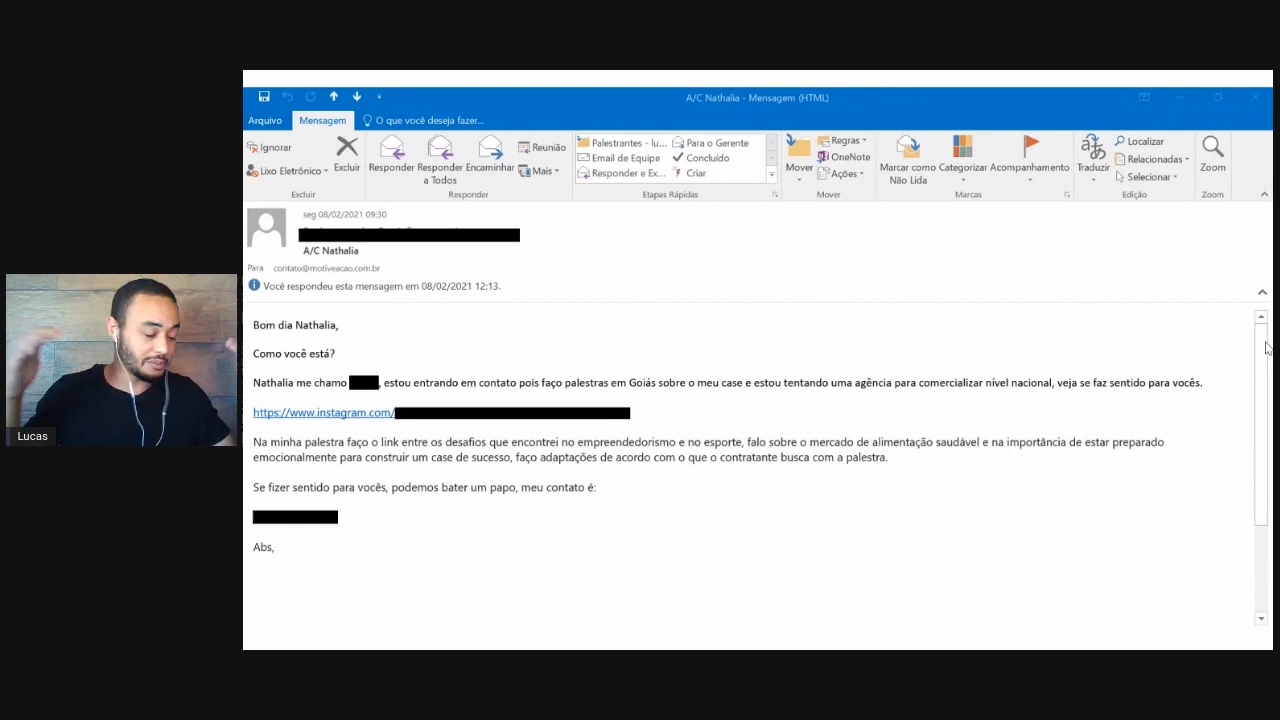 A/C Nathalia - Mensagem (HTML)
Arquivo
Mensagem
O que você deseja fazer...
Ignorar
Lixo Eletrônico
Excluir
Excluir
Responder
Responder a Todos
Encaminhar
Reunião
Mais
Responder
Palestrantes - lu...
Para o Gerente
Email de Equipe
Concluído
Responder e Ex...
Criar
Etapas Rápidas
Mover
Regras
OneNote
Ações
Mover
Marcar como Não Lida
Categorizar
Acompanhamento
Marcas
Traduzir
Localizar
Relacionadas
Selecionar
Edição
Zoom
Zoom
seg 08/02/2021 09:30
A/C Nathalia
Para contato@motiveacao.com.br
Você respondeu esta mensagem em 08/02/2021 12:13.
Bom dia Nathalia,
Como você está?
Nathalia me chamo , estou entrando em contato pois faço palestras em Goiás sobre o meu case e estou tentando uma agência para comercializar nível nacional, veja se faz sentido para vocês.
https://www.instagram.com/
Na minha palestra faço o link entre os desafios que encontrei no empreendedorismo e no esporte, falo sobre o mercado de alimentação saudável e na importância de estar preparado
emocionalmente para construir um case de sucesso, faço adaptações de acordo com o que o contratante busca com a palestra.
Se fizer sentido para vocês, podemos bater um papo, meu contato é:
Abs,
Lucas